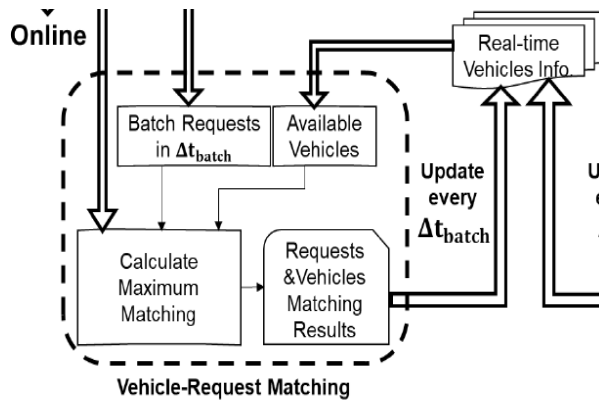 Online
Real-time
Vehicles Info.
Batch Requests
in Δt_batch
Available
Vehicles
Update
every
Δt_batch
U
e
Calculate
Maximum
Matching
Requests
&Vehicles
Matching
Results
Vehicle-Request Matching